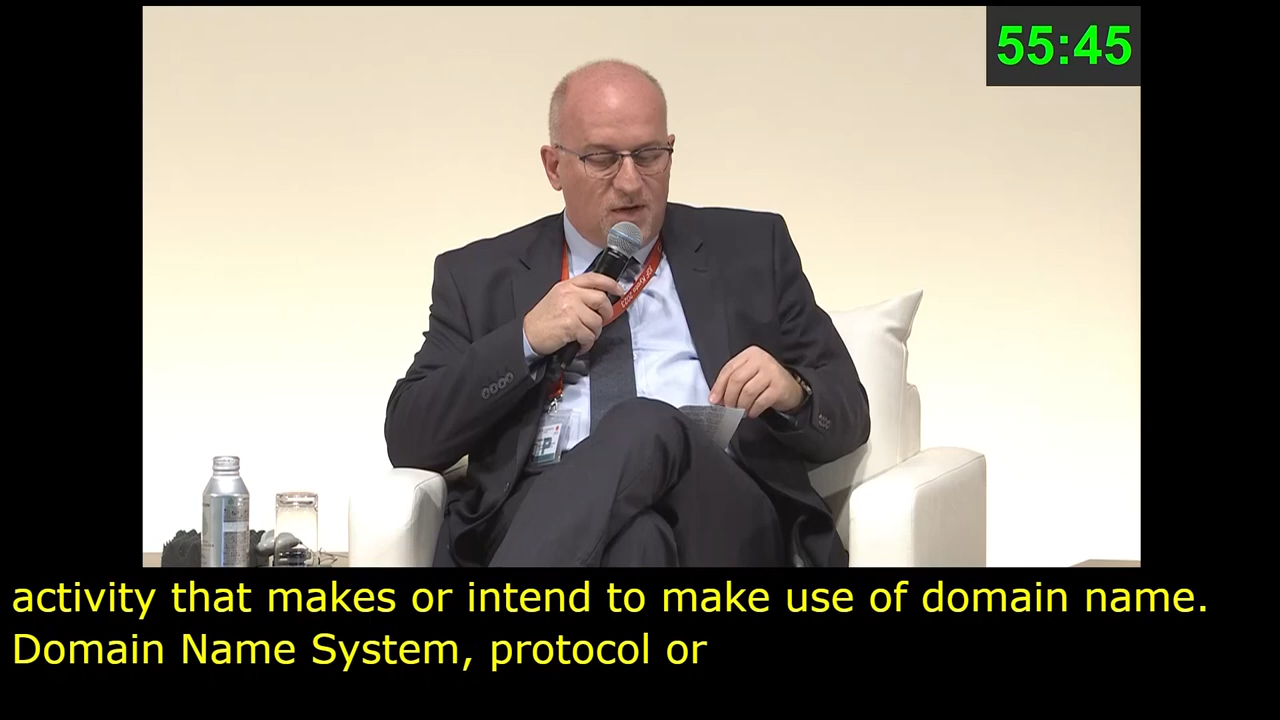 55:45
activity that makes or intend to make use of domain name.
Domain Name System, protocol or